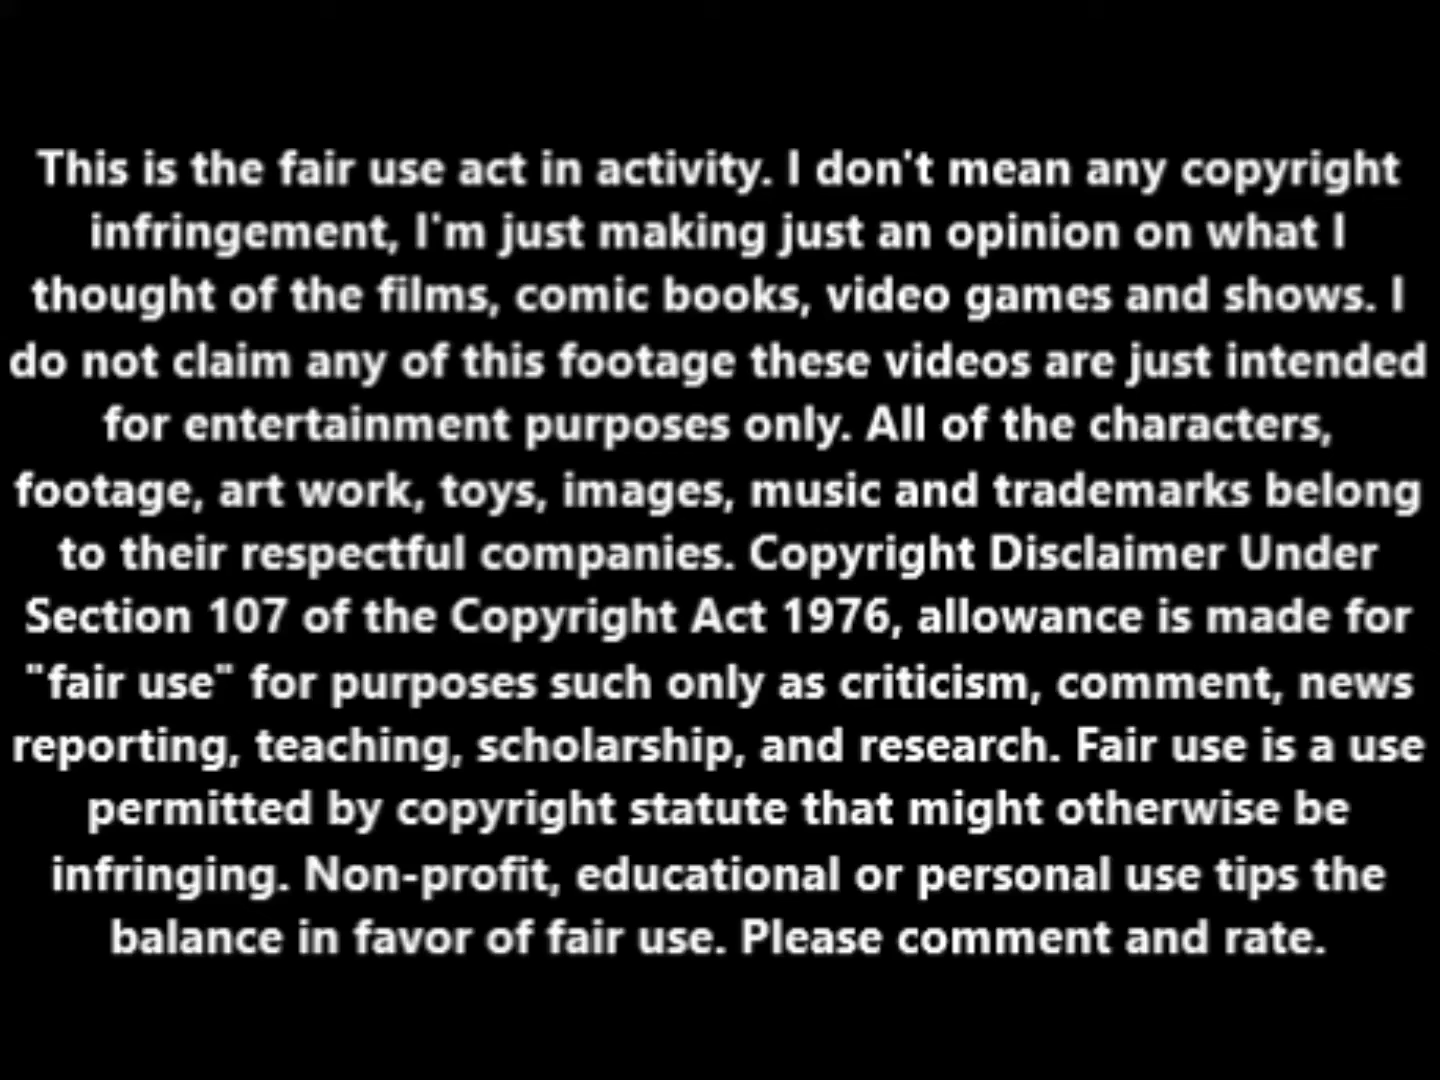 This is the fair use act in activity. I don't mean any copyright
infringement, I'm just making just an opinion on what I
thought of the films, comic books, video games and shows. I
do not claim any of this footage these videos are just intended
for entertainment purposes only. All of the characters,
footage, art work, toys, images, music and trademarks belong
to their respectful companies. Copyright Disclaimer Under
Section 107 of the Copyright Act 1976, allowance is made for
"fair use" for purposes such only as criticism, comment, news
reporting, teaching, scholarship, and research. Fair use is a use
permitted by copyright statute that might otherwise be
infringing. Non-profit, educational or personal use tips the
balance in favor of fair use. Please comment and rate.